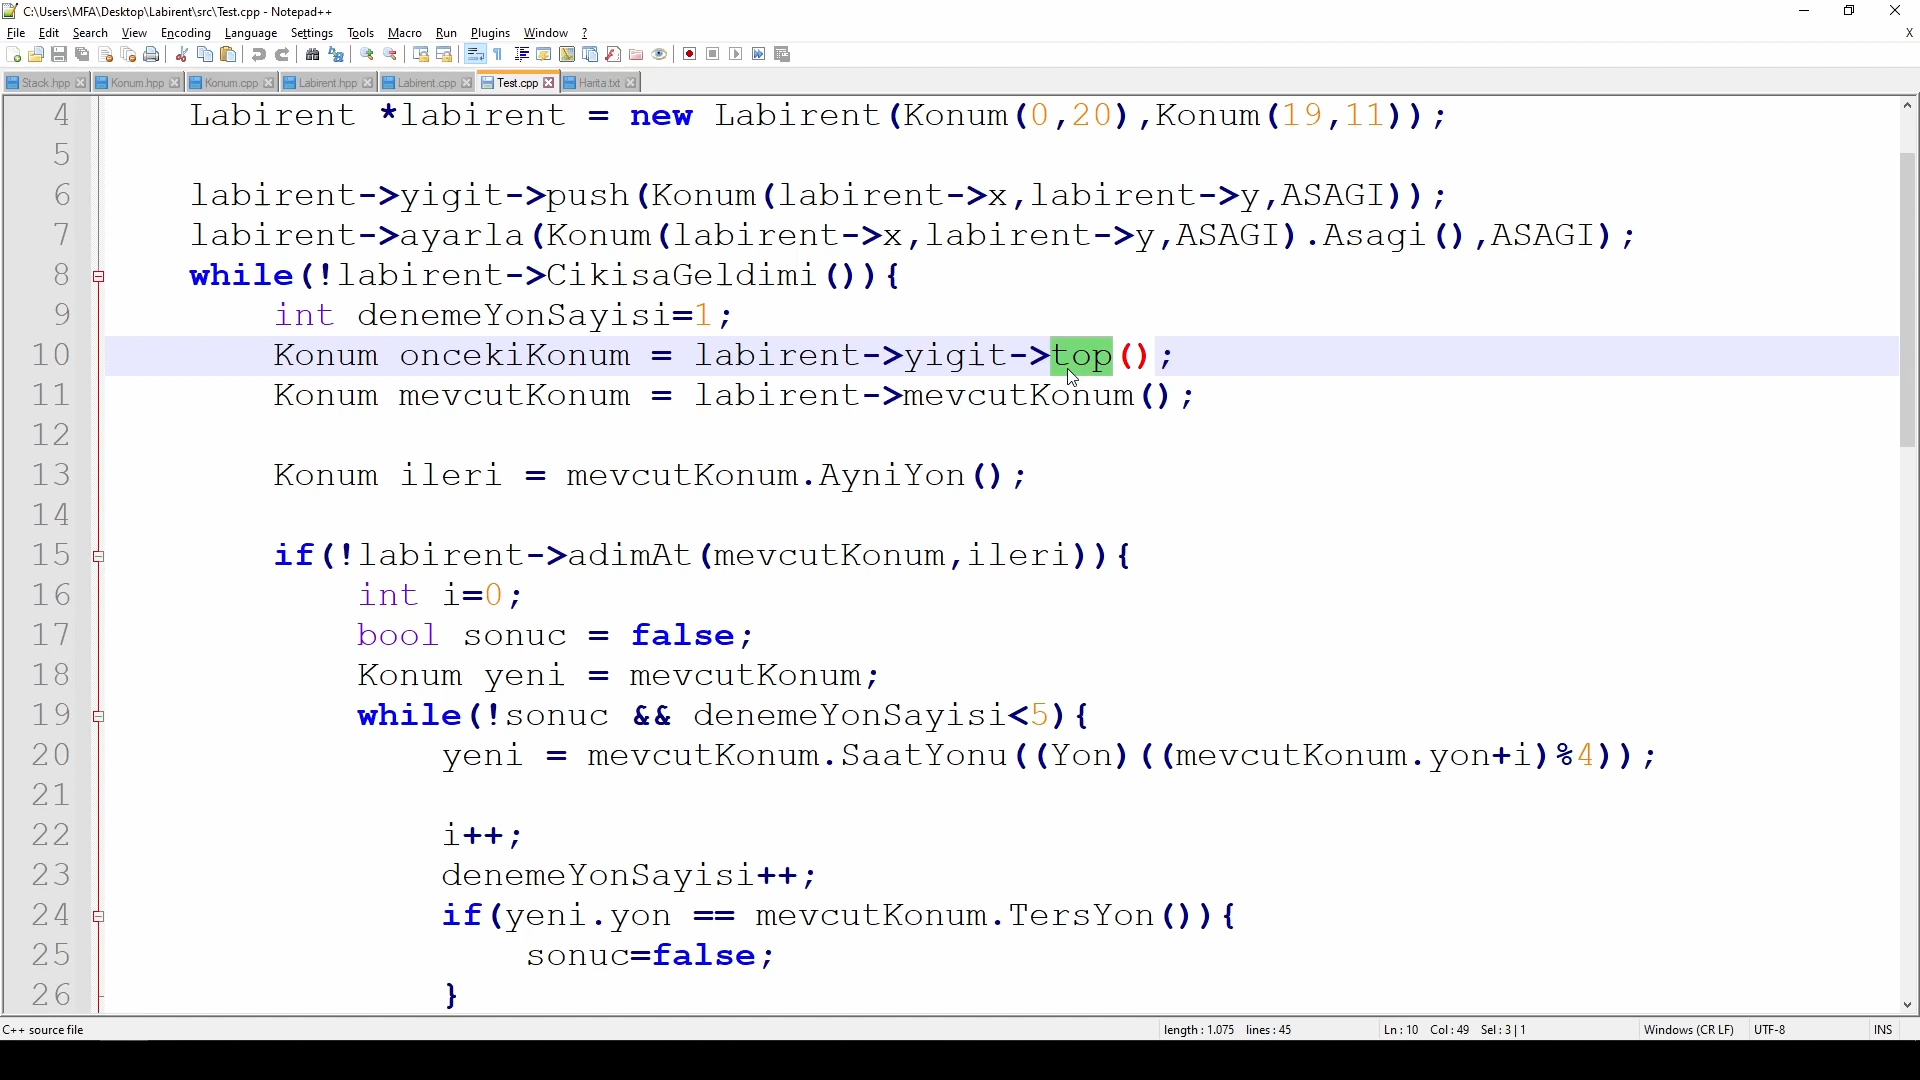 C:\Users\MFA\Desktop\Labirent\src\Test.cpp - Notepad++
File Edit Search View Encoding Language Settings Tools Macro Run Plugins Window ? X
Stack.hpp Konum.hpp Konum.cpp Labirent.hpp Labirent.cpp Test.cpp Harita.txt
4 Labirent *labirent = new Labirent(Konum(0,20),Konum(19,11));
5
6 labirent->yigit->push(Konum(labirent->x,labirent->y,ASAGI));
7 labirent->ayarla(Konum(labirent->x,labirent->y,ASAGI).Asagi(),ASAGI);
8 while(!labirent->CikisaGeldimi()){
9 int denemeYonSayisi=1;
10 Konum oncekiKonum = labirent->yigit->top();
11 Konum mevcutKonum = labirent->mevcutKonum();
12
13 Konum ileri = mevcutKonum.AyniYon();
14
15 if(!labirent->adimAt(mevcutKonum,ileri)){
16 int i=0;
17 bool sonuc = false;
18 Konum yeni = mevcutKonum;
19 while(!sonuc && denemeYonSayisi<5){
20 yeni = mevcutKonum.SaatYonu((Yon)((mevcutKonum.yon+i)%4));
21
22 i++;
23 denemeYonSayisi++;
24 if(yeni.yon == mevcutKonum.TersYon()){
25 sonuc=false;
26 }
C++ source file length : 1.075 lines : 45 Ln : 10 Col : 49 Sel : 3 | 1 Windows (CR LF) UTF-8 INS